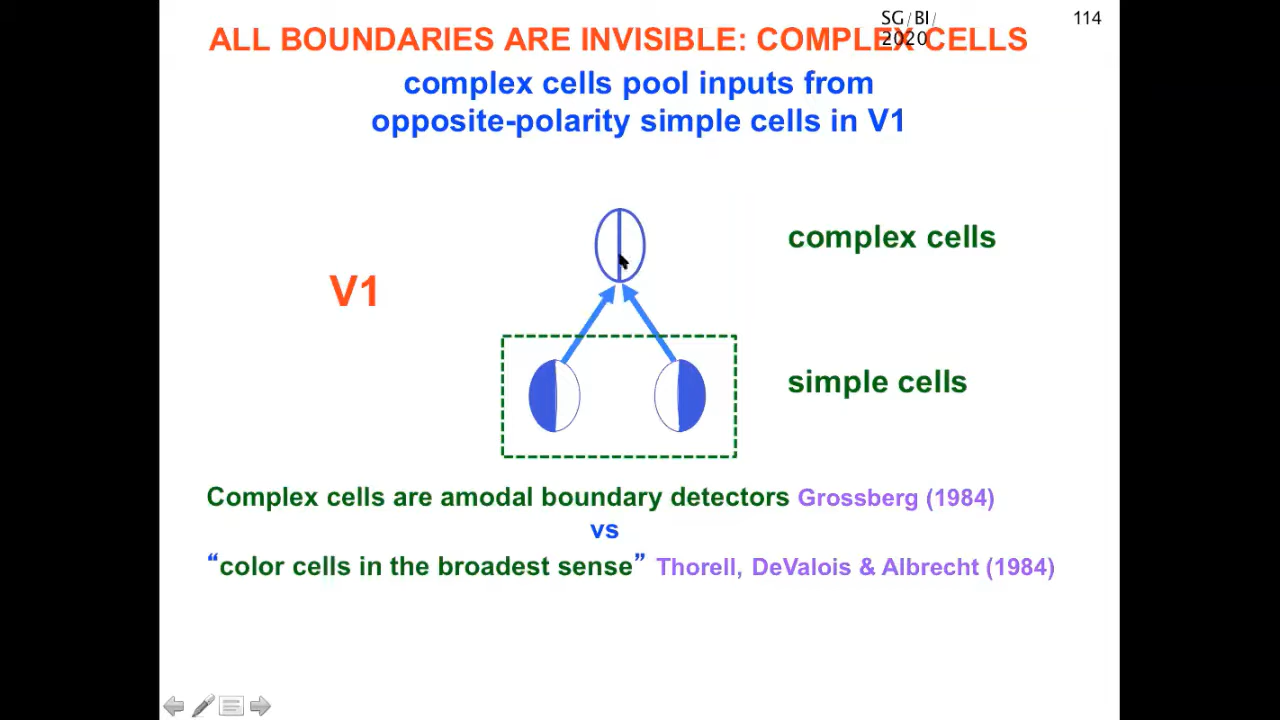 SG/BI/
2020
114
ALL BOUNDARIES ARE INVISIBLE: COMPLEX CELLS
complex cells pool inputs from
opposite-polarity simple cells in V1
complex cells
V1
simple cells
Complex cells are amodal boundary detectors Grossberg (1984)
vs
“color cells in the broadest sense” Thorell, DeValois & Albrecht (1984)